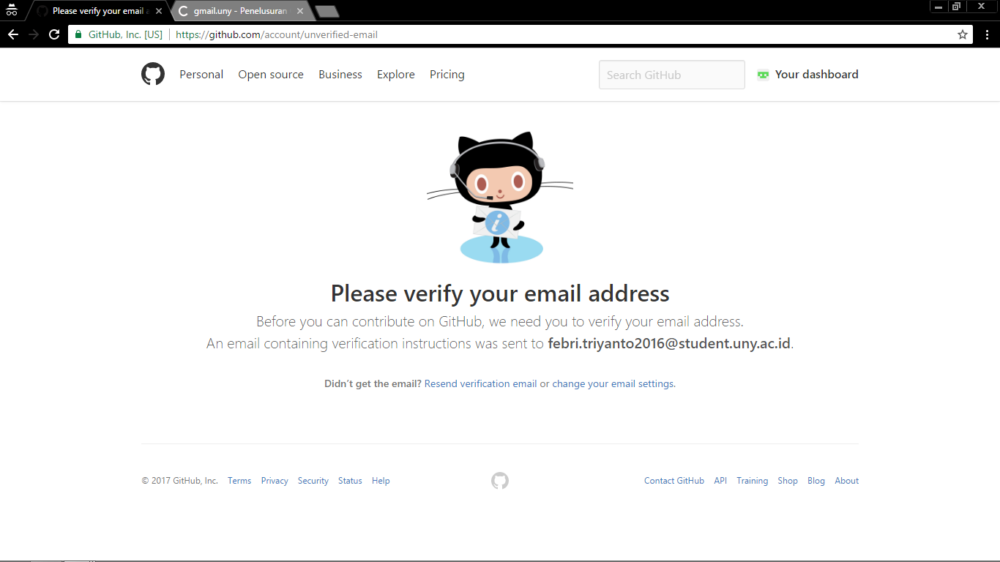 Please verify your email a
gmail.uny - Penelusuran
GitHub, Inc. [US] https://github.com/account/unverified-email
Personal Open source Business Explore Pricing Search GitHub Your dashboard
i
Please verify your email address
Before you can contribute on GitHub, we need you to verify your email address.
An email containing verification instructions was sent to febri.triyanto2016@student.uny.ac.id.
Didn’t get the email? Resend verification email or change your email settings.
© 2017 GitHub, Inc. Terms Privacy Security Status Help Contact GitHub API Training Shop Blog About